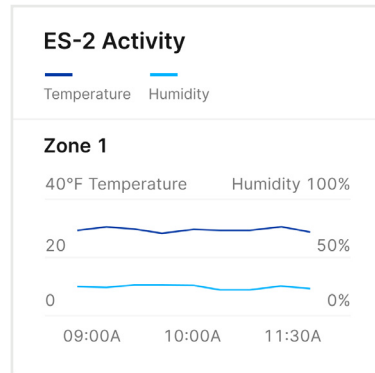 ES-2 Activity
Temperature Humidity
Zone 1
40°F Temperature Humidity 100%
20 50%
0 0%
09:00A 10:00A 11:30A